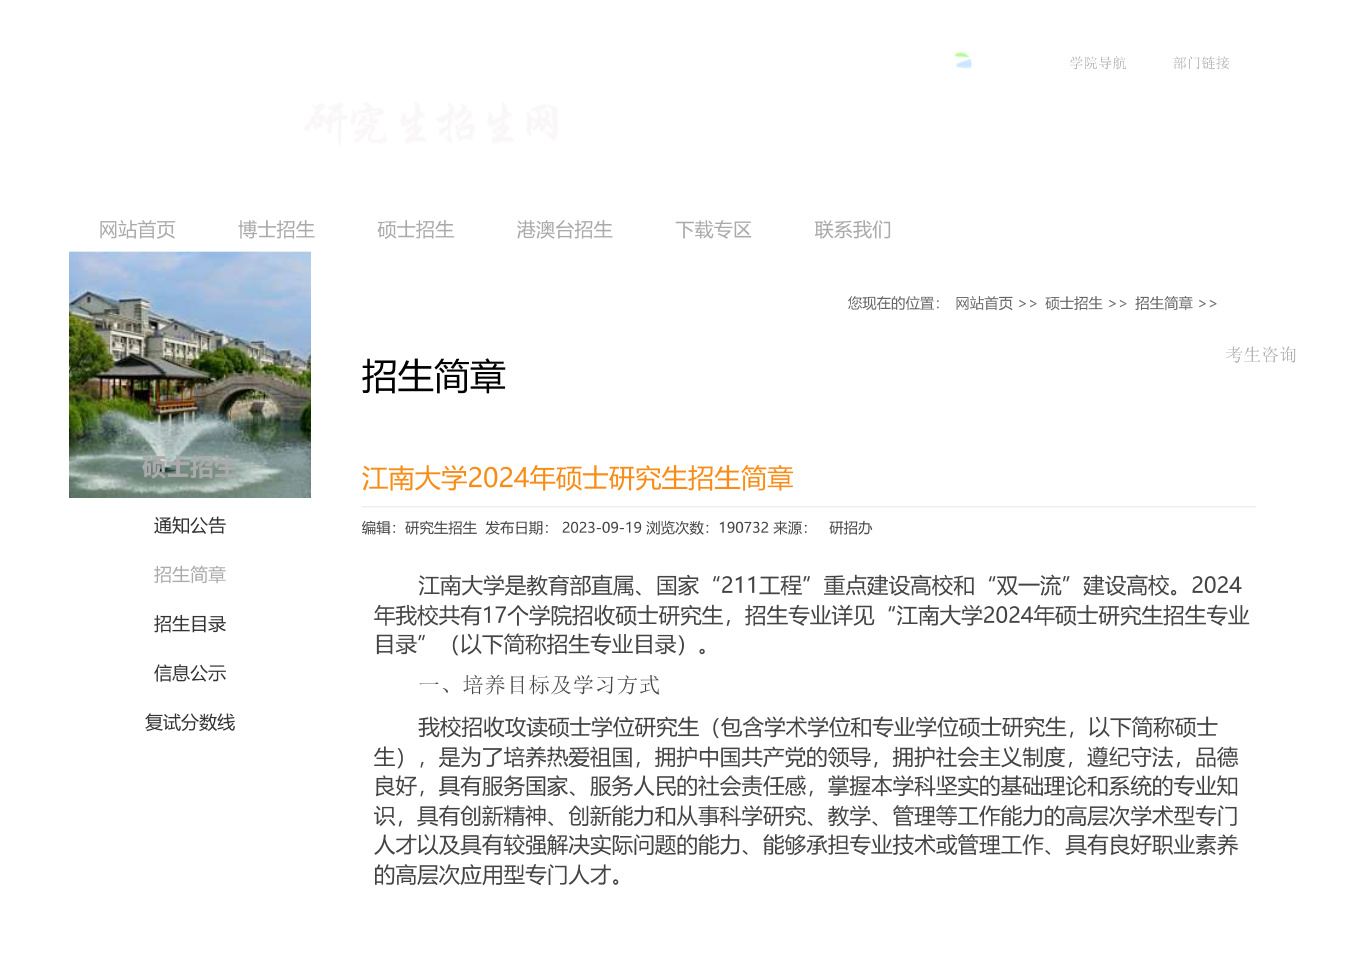 学院导航 部门链接
研究生招生网
网站首页 博士招生 硕士招生 港澳台招生 下载专区 联系我们
您现在的位置： 网站首页 >> 硕士招生 >> 招生简章 >>
考生咨询
招生简章
硕士招生
通知公告
招生简章
招生目录
信息公示
复试分数线
江南大学2024年硕士研究生招生简章
编辑：研究生招生 发布日期： 2023-09-19 浏览次数：190732 来源： 研招办
江南大学是教育部直属、国家“211工程”重点建设高校和“双一流”建设高校。2024
年我校共有17个学院招收硕士研究生，招生专业详见“江南大学2024年硕士研究生招生专业
目录”（以下简称招生专业目录）。
一、培养目标及学习方式
我校招收攻读硕士学位研究生（包含学术学位和专业学位硕士研究生，以下简称硕士
生），是为了培养热爱祖国，拥护中国共产党的领导，拥护社会主义制度，遵纪守法，品德
良好，具有服务国家、服务人民的社会责任感，掌握本学科坚实的基础理论和系统的专业知
识，具有创新精神、创新能力和从事科学研究、教学、管理等工作能力的高层次学术型专门
人才以及具有较强解决实际问题的能力、能够承担专业技术或管理工作、具有良好职业素养
的高层次应用型专门人才。